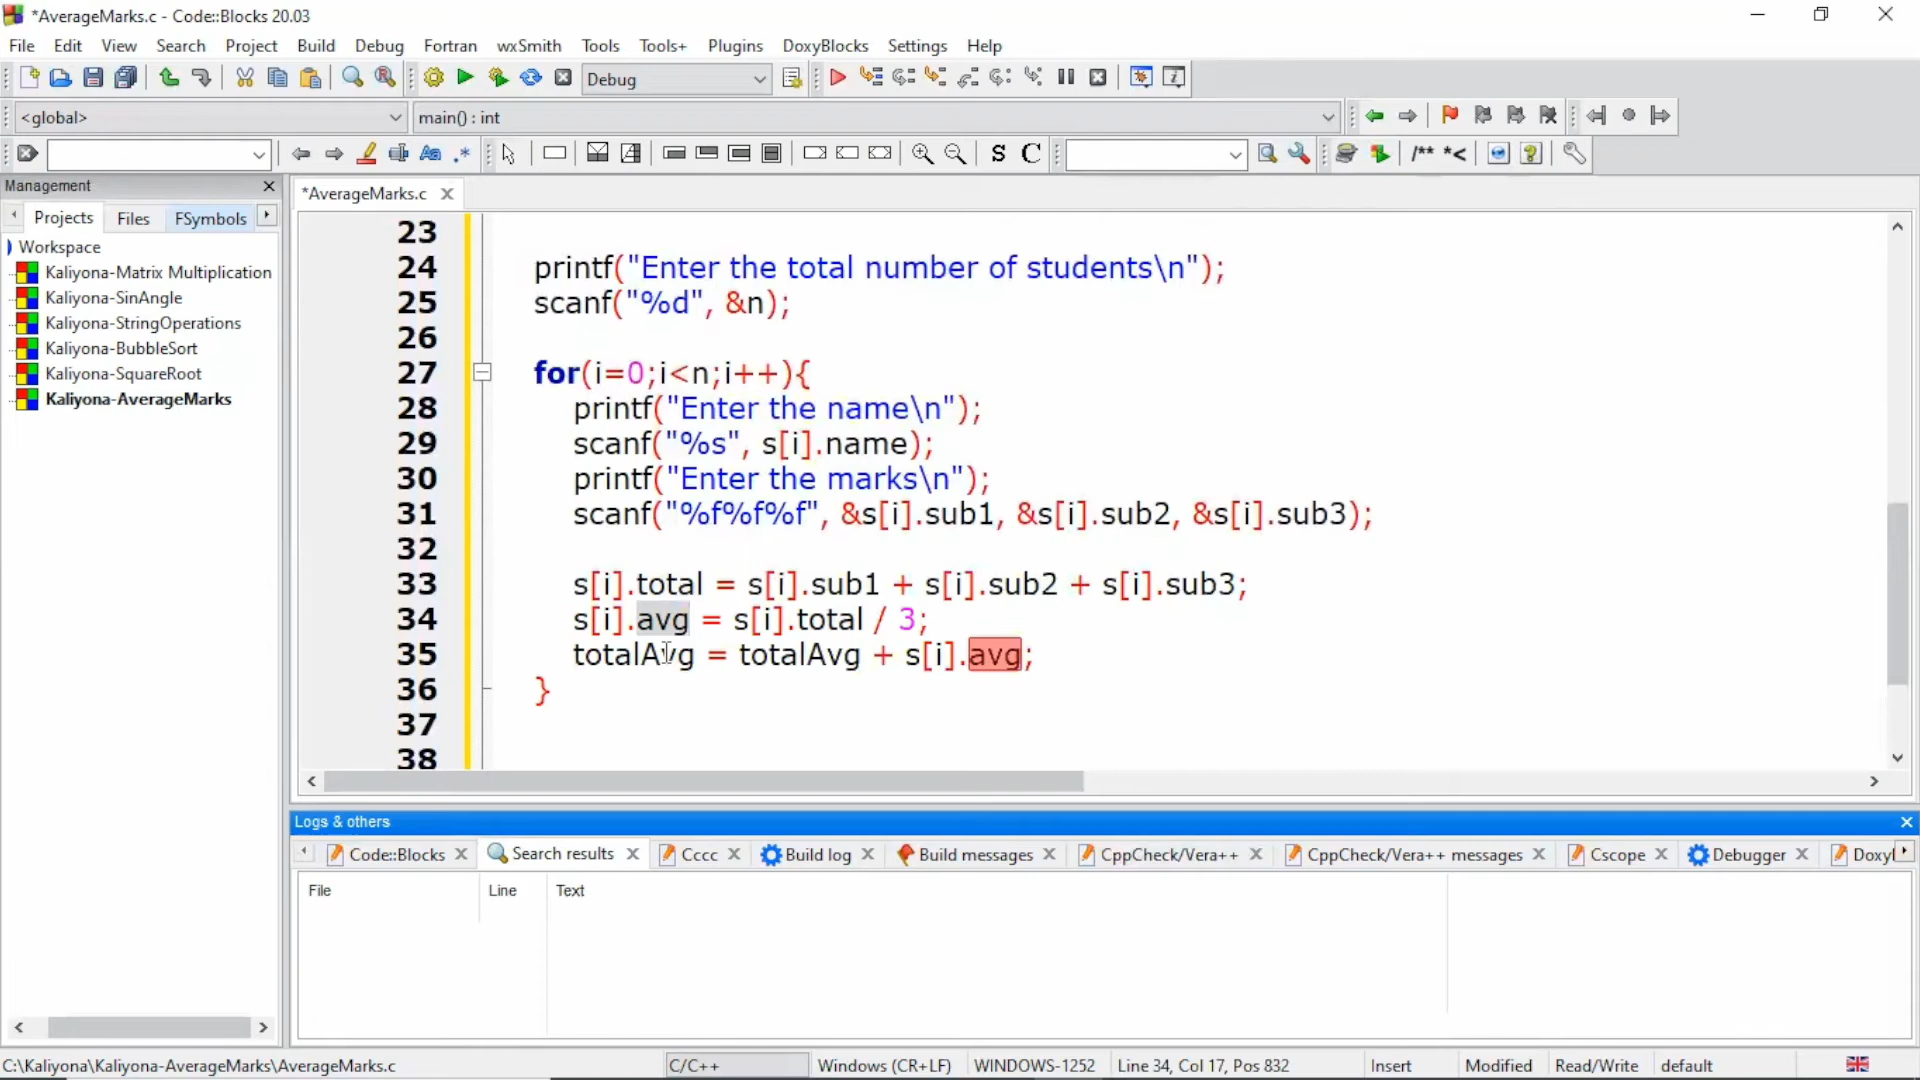 *AverageMarks.c - Code::Blocks 20.03
File Edit View Search Project Build Debug Fortran wxSmith Tools Tools+ Plugins DoxyBlocks Settings Help
Debug
<global> main() : int
S C /** *<
Management
*AverageMarks.c
Projects Files FSymbols
Workspace
Kaliyona-Matrix Multiplication
Kaliyona-SinAngle
Kaliyona-StringOperations
Kaliyona-BubbleSort
Kaliyona-SquareRoot
Kaliyona-AverageMarks
23
24 printf("Enter the total number of students\n");
25 scanf("%d", &n);
26
27 for(i=0;i<n;i++){
28 printf("Enter the name\n");
29 scanf("%s", s[i].name);
30 printf("Enter the marks\n");
31 scanf("%f%f%f", &s[i].sub1, &s[i].sub2, &s[i].sub3);
32
33 s[i].total = s[i].sub1 + s[i].sub2 + s[i].sub3;
34 s[i].avg = s[i].total / 3;
35 totalAvg = totalAvg + s[i].avg;
36 }
37
38
Logs & others
Code::Blocks Search results Cccc Build log Build messages CppCheck/Vera++ CppCheck/Vera++ messages Cscope Debugger Doxyl
File Line Text
C:\Kaliyona\Kaliyona-AverageMarks\AverageMarks.c C/C++ Windows (CR+LF) WINDOWS-1252 Line 34, Col 17, Pos 832 Insert Modified Read/Write default